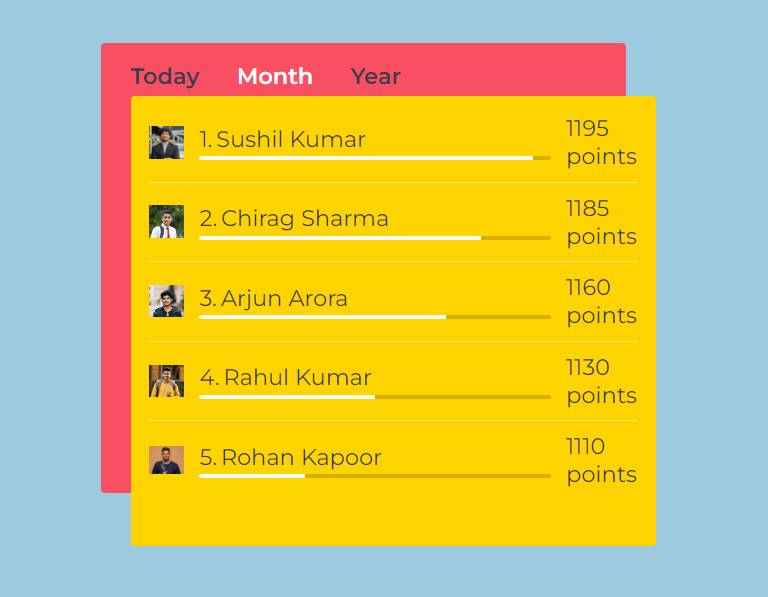 Today Month Year
1. Sushil Kumar
1195
points
2. Chirag Sharma
1185
points
3. Arjun Arora
1160
points
4. Rahul Kumar
1130
points
5. Rohan Kapoor
1110
points